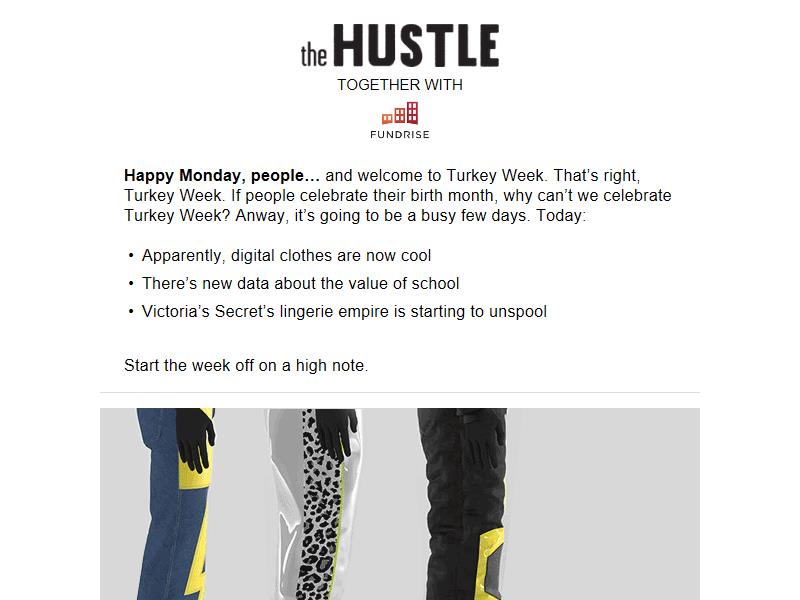 the HUSTLE
TOGETHER WITH
FUNDRISE
Happy Monday, people… and welcome to Turkey Week. That’s right,
Turkey Week. If people celebrate their birth month, why can’t we celebrate
Turkey Week? Anway, it’s going to be a busy few days. Today:
• Apparently, digital clothes are now cool
• There’s new data about the value of school
• Victoria’s Secret’s lingerie empire is starting to unspool
Start the week off on a high note.